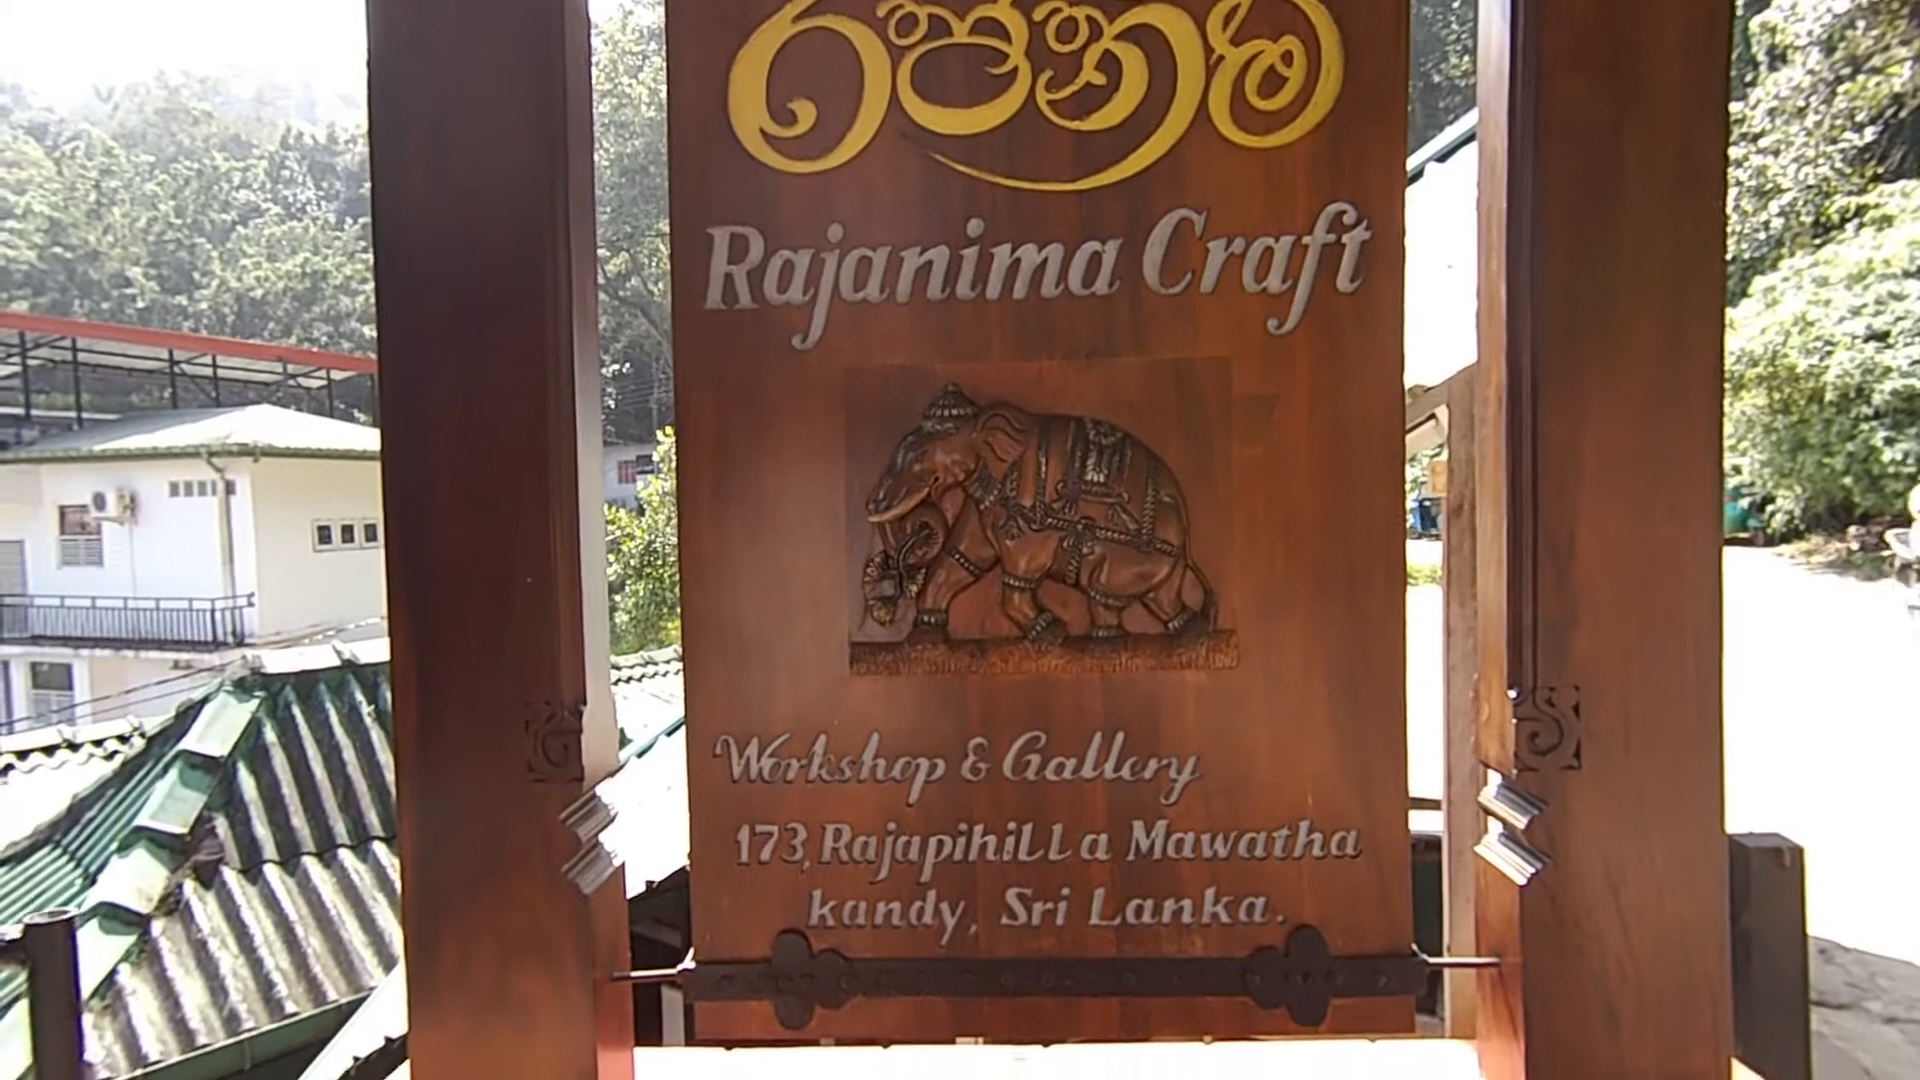 රජනිම
Rajanima Craft
Workshop & Gallery
173, Rajapihilla Mawatha
kandy, Sri Lanka.